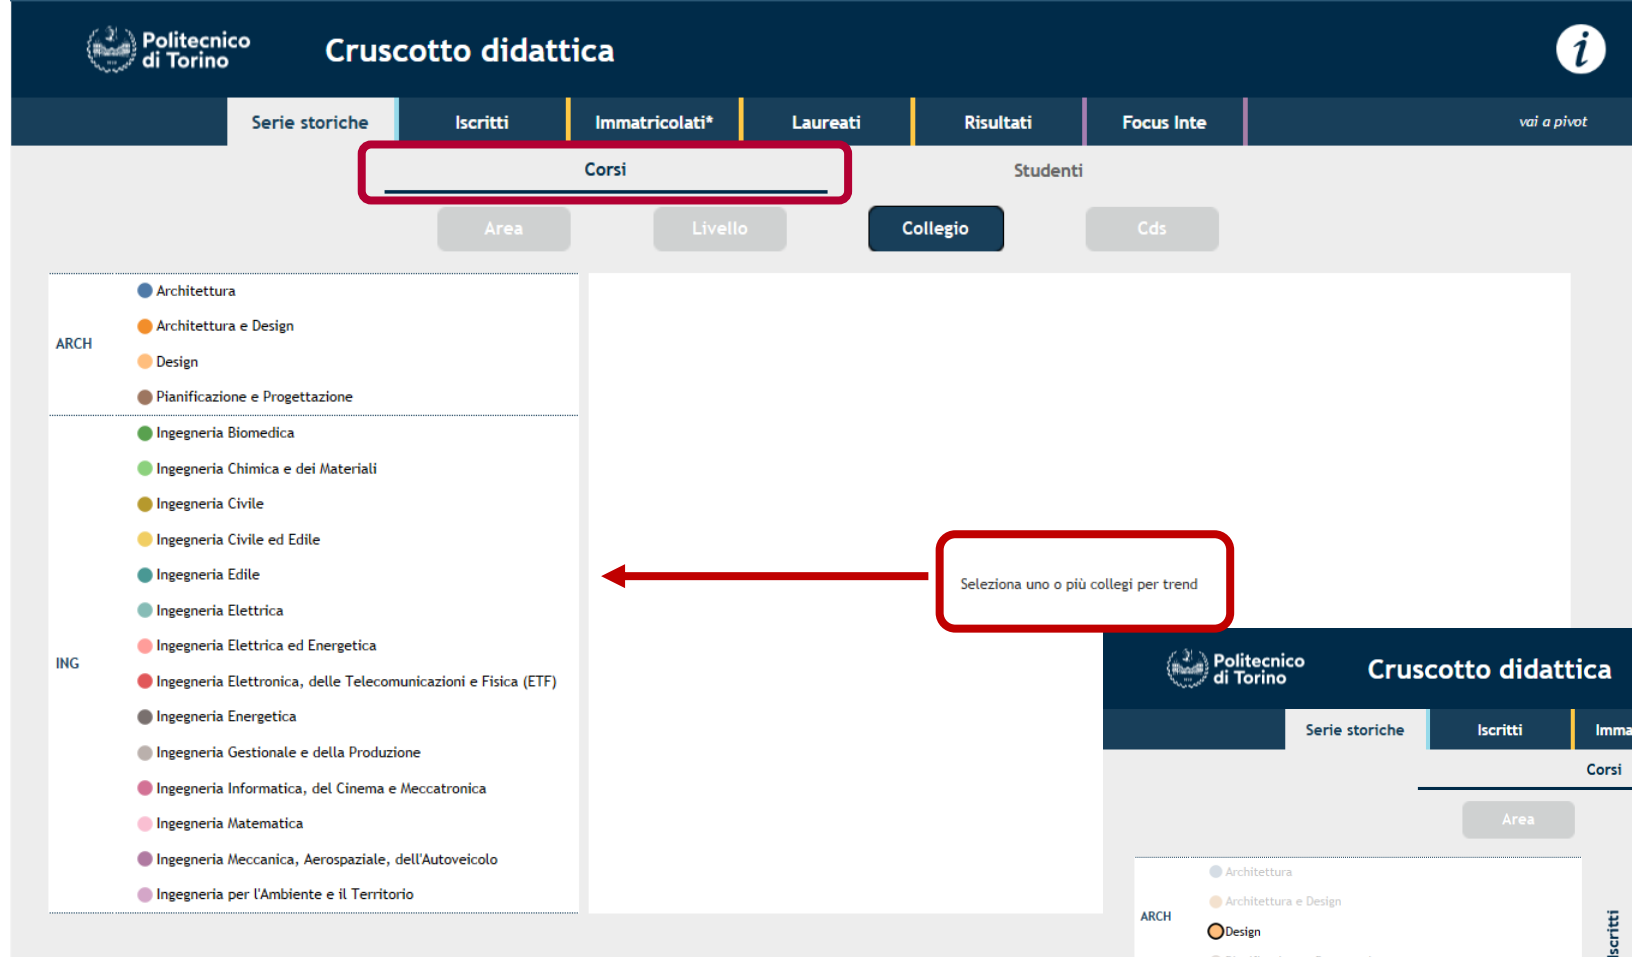 Politecnico
di Torino
Cruscotto didattica
i
Serie storiche
Iscritti
Immatricolati*
Laureati
Risultati
Focus Inte
vai a pivot
Corsi
Studenti
Area
Livello
Collegio
Cds
ARCH
Architettura
Architettura e Design
Design
Pianificazione e Progettazione
ING
Ingegneria Biomedica
Ingegneria Chimica e dei Materiali
Ingegneria Civile
Ingegneria Civile ed Edile
Ingegneria Edile
Ingegneria Elettrica
Ingegneria Elettrica ed Energetica
Ingegneria Elettronica, delle Telecomunicazioni e Fisica (ETF)
Ingegneria Energetica
Ingegneria Gestionale e della Produzione
Ingegneria Informatica, del Cinema e Meccatronica
Ingegneria Matematica
Ingegneria Meccanica, Aerospaziale, dell'Autoveicolo
Ingegneria per l'Ambiente e il Territorio
Seleziona uno o più collegi per trend
Politecnico
di Torino
Cruscotto didattica
Serie storiche
Iscritti
Imma
Corsi
Area
ARCH
Architettura
Architettura e Design
Design
Iscritti